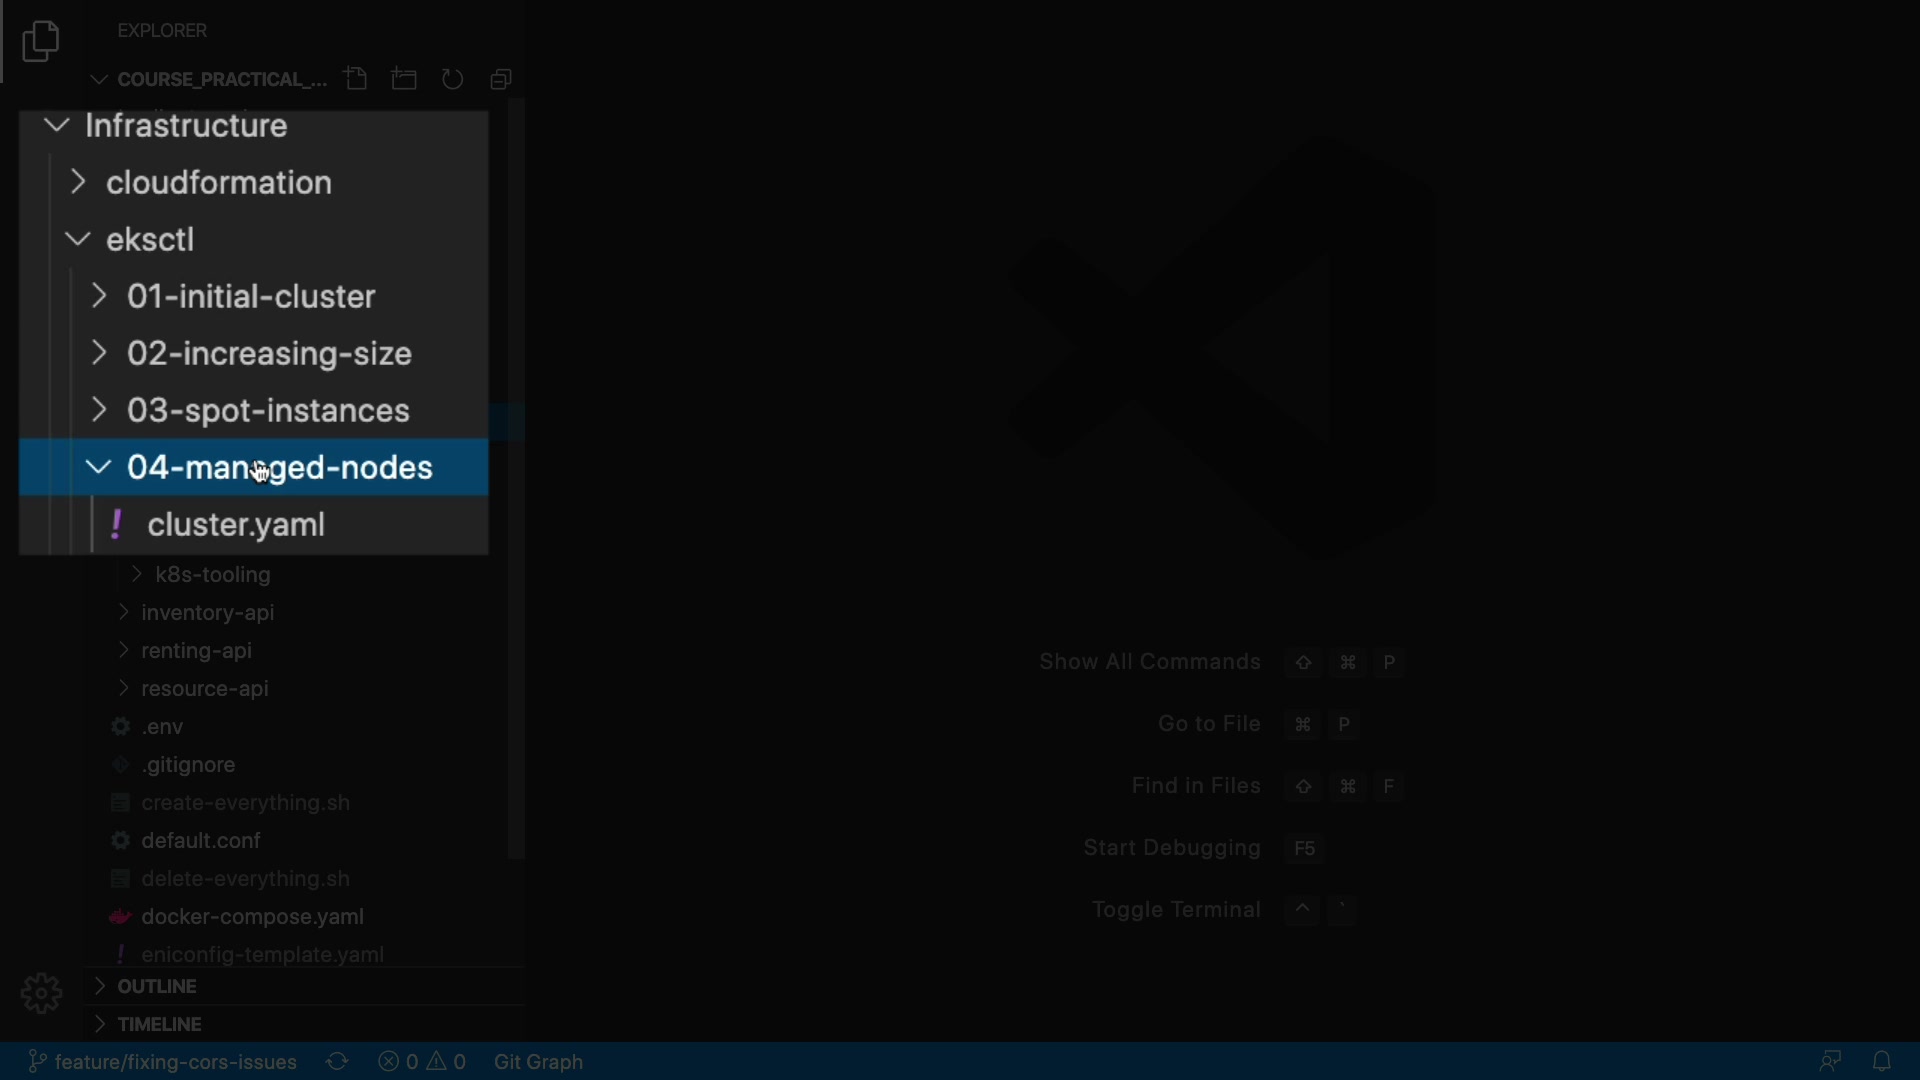 EXPLORER
COURSE_PRACTICAL_...
Infrastructure
cloudformation
eksctl
01-initial-cluster
02-increasing-size
03-spot-instances
04-managed-nodes
! cluster.yaml
k8s-tooling
inventory-api
renting-api
resource-api
.env
.gitignore
create-everything.sh
default.conf
delete-everything.sh
docker-compose.yaml
! eniconfig-template.yaml
OUTLINE
TIMELINE
Show All Commands ⇧ ⌘ P
Go to File ⌘ P
Find in Files ⇧ ⌘ F
Start Debugging F5
Toggle Terminal ^ `
feature/fixing-cors-issues 0 0 Git Graph